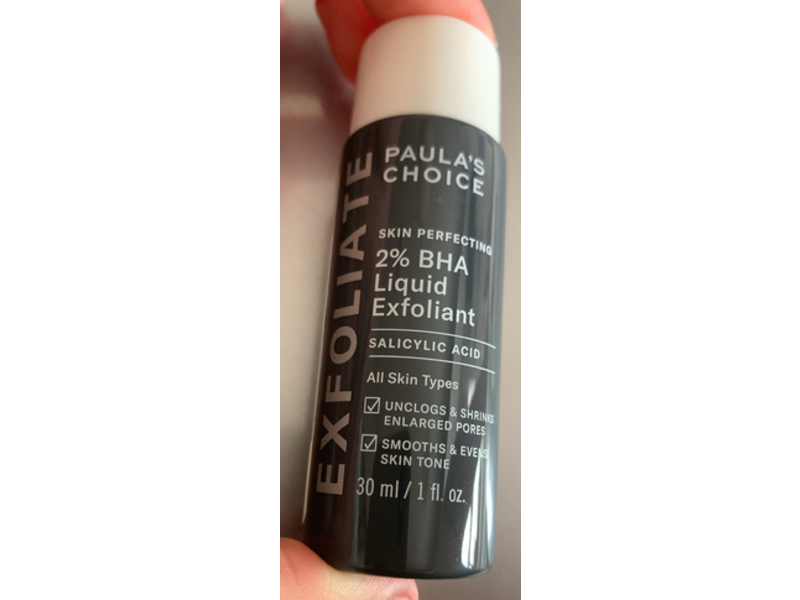 EXFOLIATE
PAULA'S
CHOICE
SKIN PERFECTING
2% BHA
Liquid
Exfoliant
SALICYLIC ACID
All Skin Types
☑ UNCLOGS & SHRINKS
ENLARGED PORES
☑ SMOOTHS & EVENS
SKIN TONE
30 ml / 1 fl. oz.